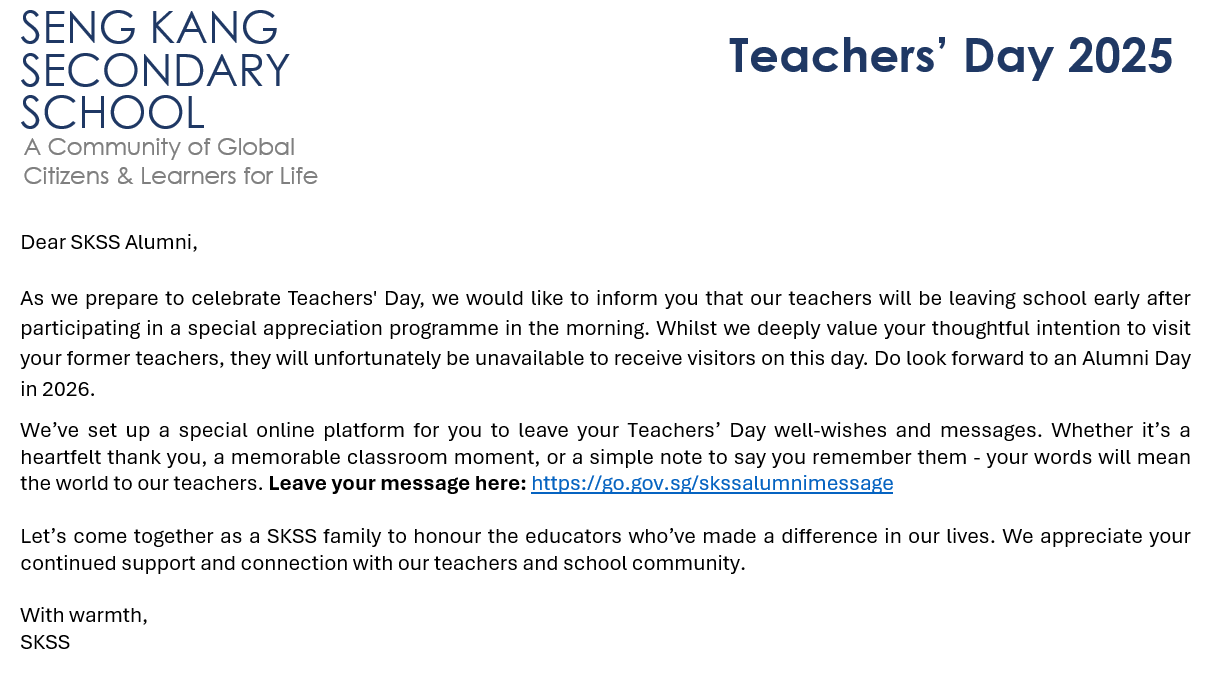 SENG KANG
SECONDARY
SCHOOL
A Community of Global
Citizens & Learners for Life
Teachers’ Day 2025
Dear SKSS Alumni,
As we prepare to celebrate Teachers' Day, we would like to inform you that our teachers will be leaving school early after
participating in a special appreciation programme in the morning. Whilst we deeply value your thoughtful intention to visit
your former teachers, they will unfortunately be unavailable to receive visitors on this day. Do look forward to an Alumni Day
in 2026.
We’ve set up a special online platform for you to leave your Teachers’ Day well-wishes and messages. Whether it’s a
heartfelt thank you, a memorable classroom moment, or a simple note to say you remember them - your words will mean
the world to our teachers. Leave your message here: https://go.gov.sg/skssalumnimessage
Let’s come together as a SKSS family to honour the educators who’ve made a difference in our lives. We appreciate your
continued support and connection with our teachers and school community.
With warmth,
SKSS